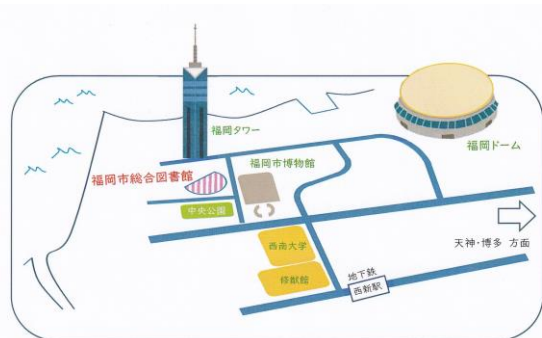 福岡タワー
福岡ドーム
福岡市博物館
福岡市総合図書館
中央公園
天神・博多 方面
西南大学
修猷館
地下鉄
西新駅